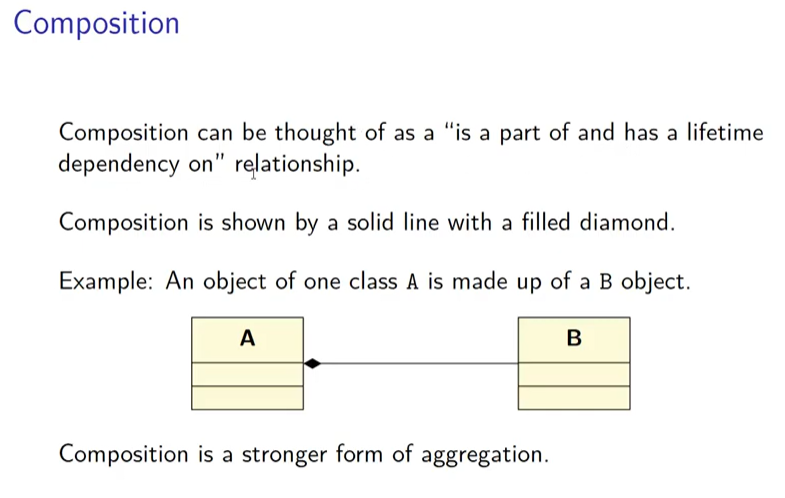 Composition
Composition can be thought of as a “is a part of and has a lifetime
dependency on” relationship.
Composition is shown by a solid line with a filled diamond.
Example: An object of one class A is made up of a B object.
A
B
Composition is a stronger form of aggregation.